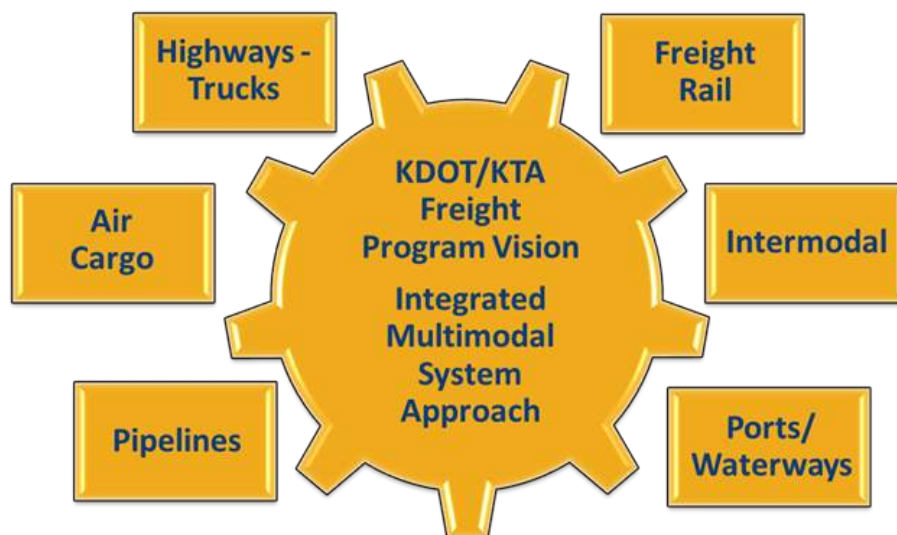 Highways -
Trucks
Freight
Rail
KDOT/KTA
Freight
Program Vision
Integrated
Multimodal
System
Approach
Air
Cargo
Intermodal
Pipelines
Ports/
Waterways